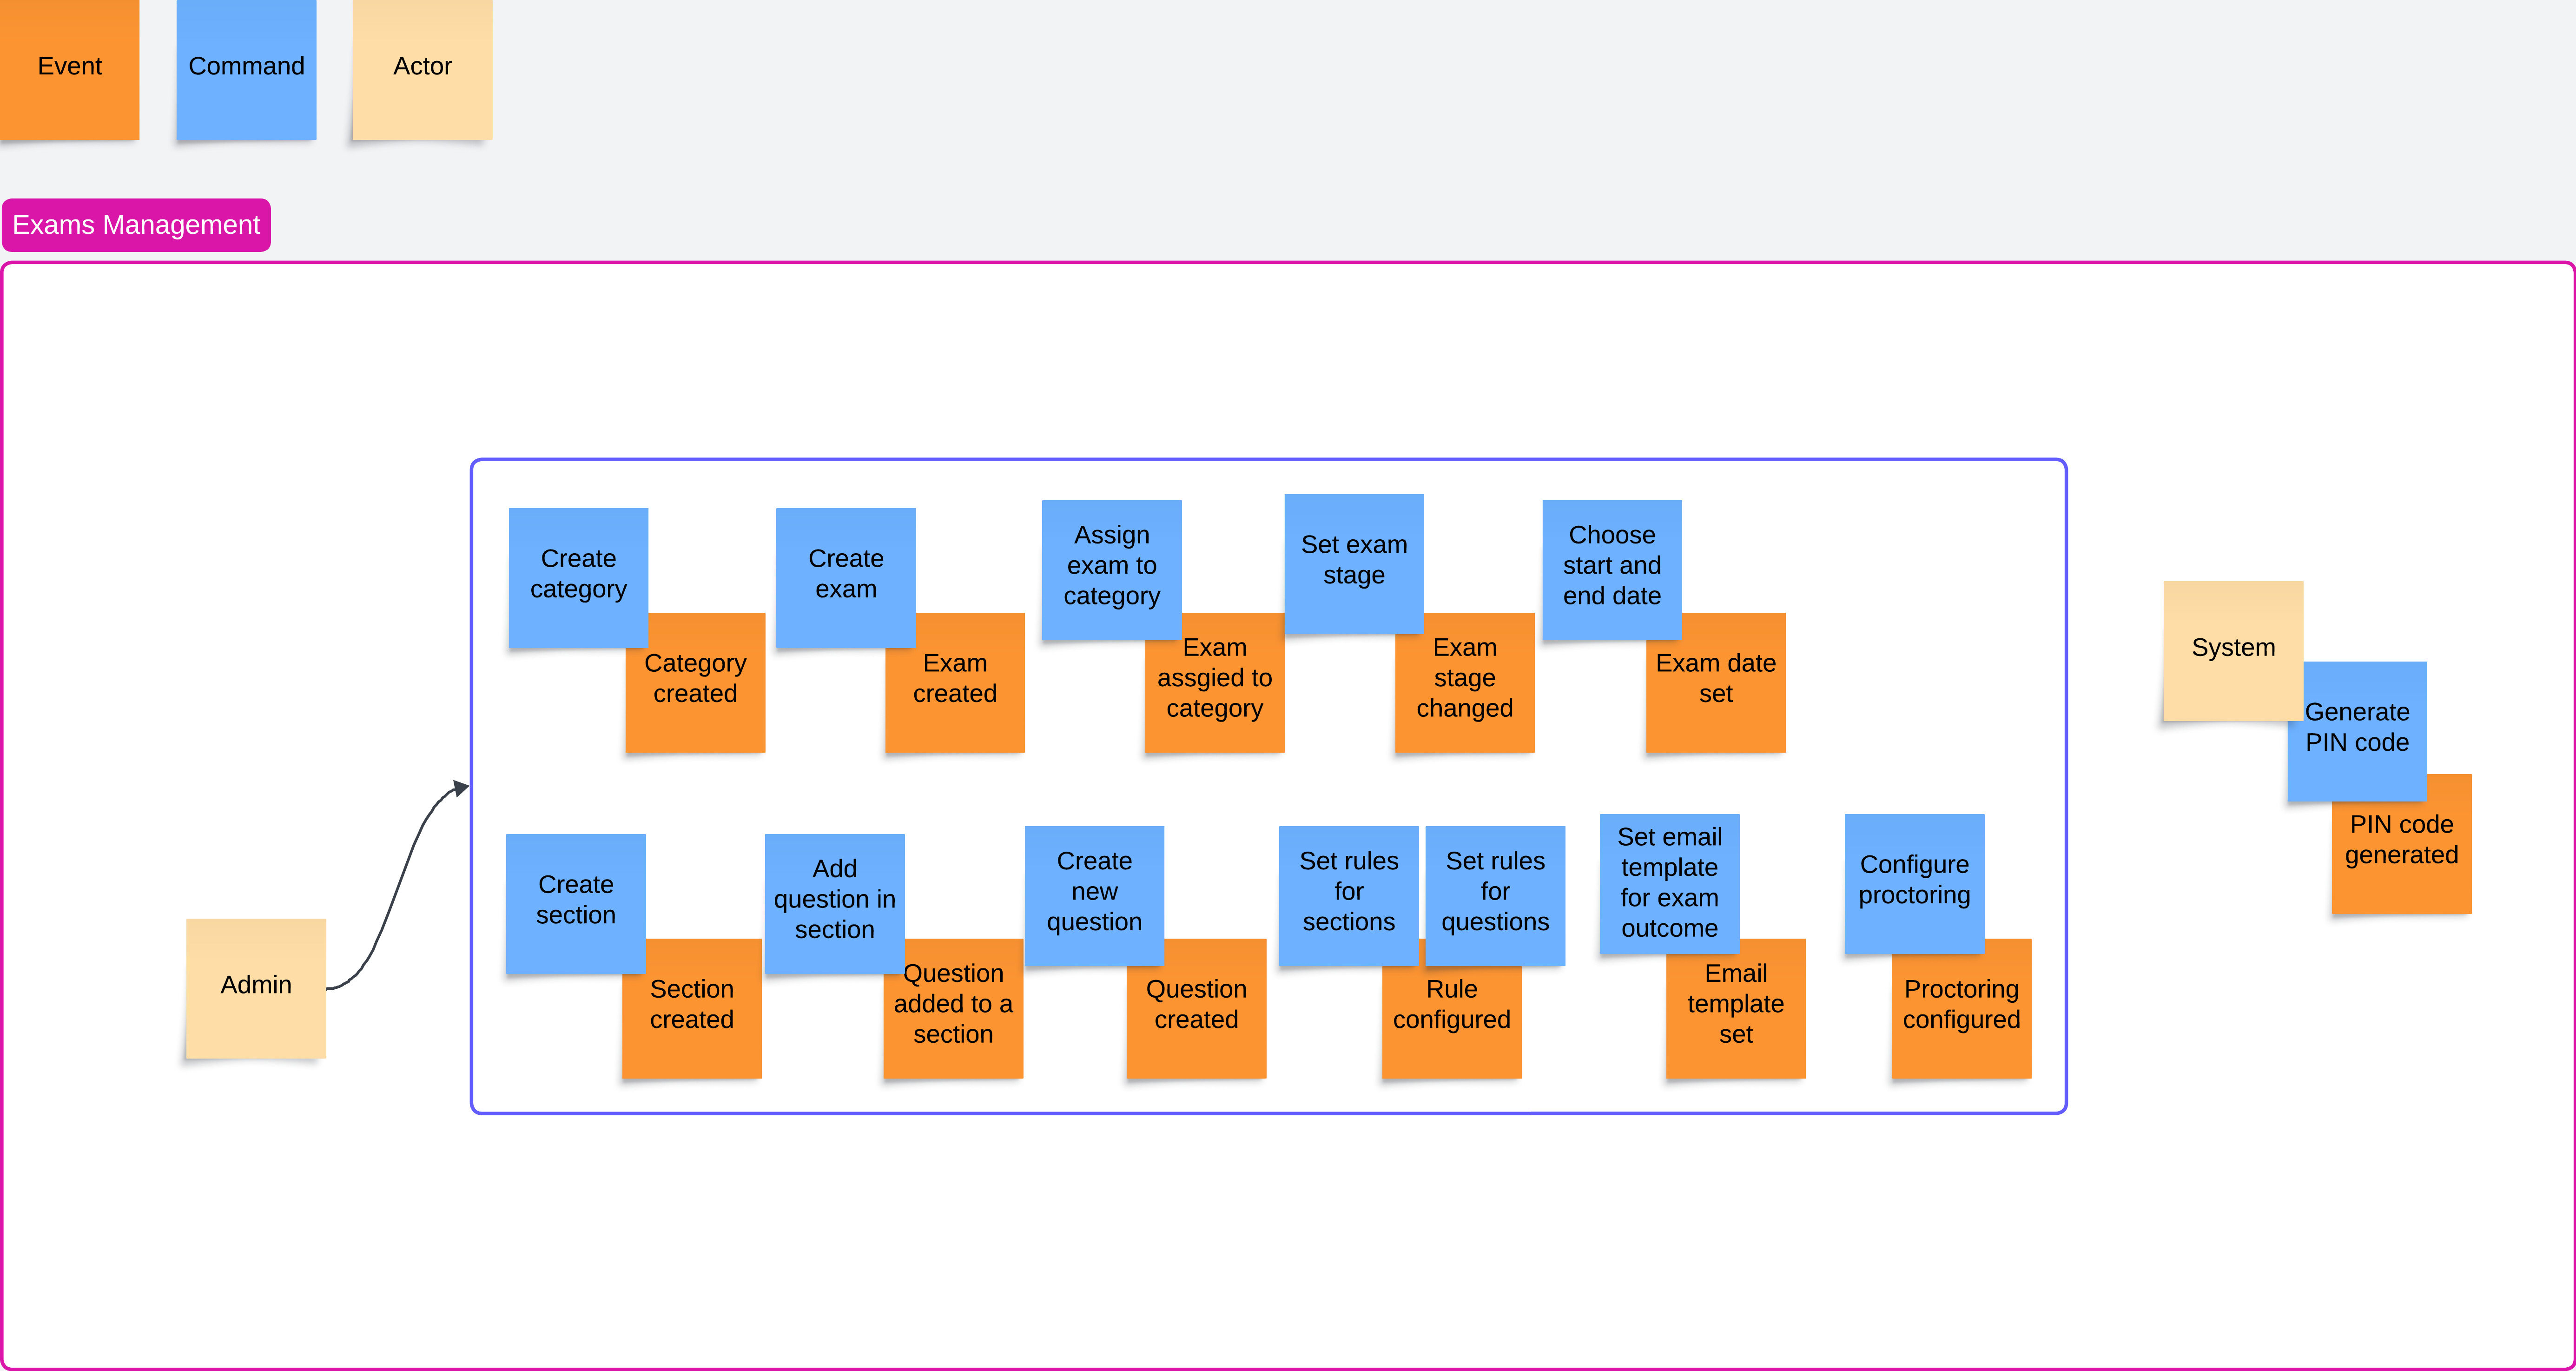 Event
Command
Actor
Exams Management
Create
category
Category
created
Create
exam
Exam
created
Assign
exam to
category
Exam
assgied to
category
Set exam
stage
Exam
stage
changed
Choose
start and
end date
Exam date
set
System
Generate
PIN code
PIN code
generated
Admin
Create
section
Section
created
Add
question in
section
Question
added to a
section
Create
new
question
Question
created
Set rules
for
sections
Set rules
for
questions
Rule
configured
Set email
template
for exam
outcome
Email
template
set
Configure
proctoring
Proctoring
configured